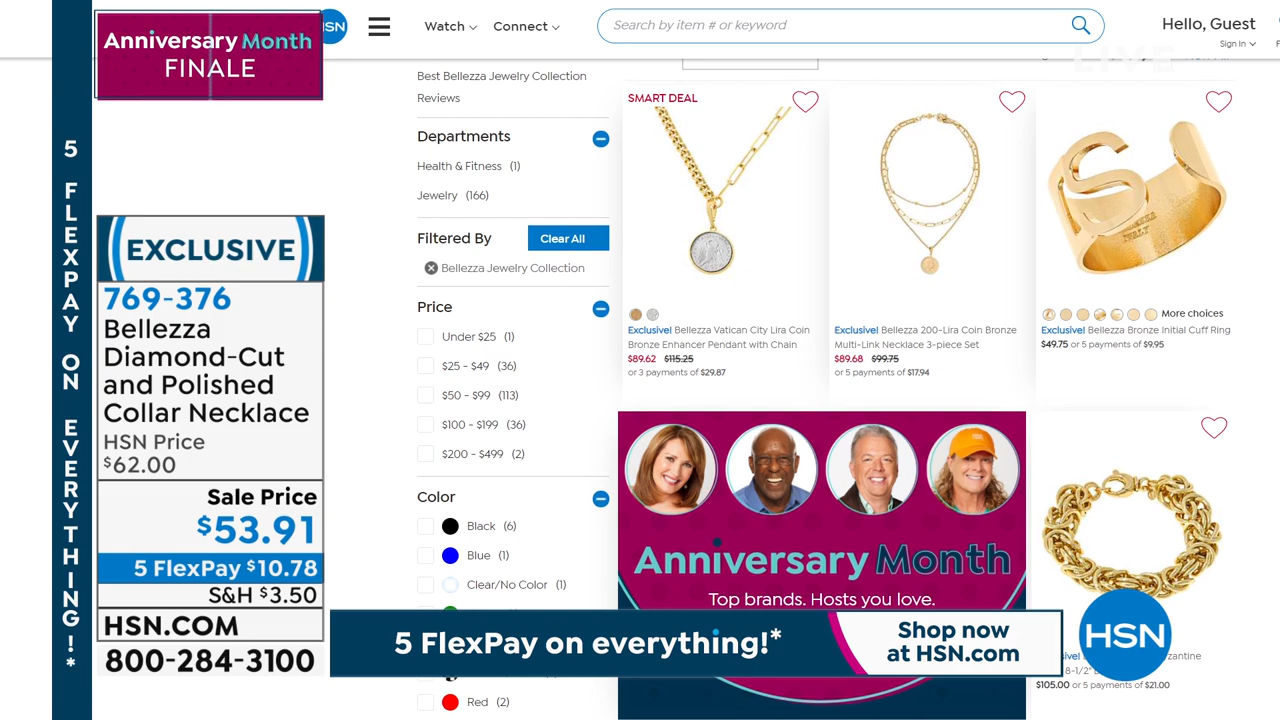 Anniversary Month
FINALE
5 FLEXPAY ON EVERYTHING!*
EXCLUSIVE
769-376
Bellezza
Diamond-Cut
and Polished
Collar Necklace
HSN Price
$62.00
Sale Price
$53.91
5 FlexPay $10.78
S&H $3.50
HSN.COM
800-284-3100
Watch
Connect
Search by item # or keyword
Hello, Guest
Sign In
LIVE
Best Bellezza Jewelry Collection
Reviews
Departments
Health & Fitness (1)
Jewelry (166)
Filtered By
Clear All
Bellezza Jewelry Collection
Price
Under $25 (1)
$25 - $49 (36)
$50 - $99 (113)
$100 - $199 (36)
$200 - $499 (2)
Color
Black (6)
Blue (1)
Clear/No Color (1)
Red (2)
SMART DEAL
Exclusive! Bellezza Vatican City Lira Coin
Bronze Enhancer Pendant with Chain
$89.62 $115.25
or 3 payments of $29.87
Exclusive! Bellezza 200-Lira Coin Bronze
Multi-Link Necklace 3-piece Set
$89.68 $99.75
or 5 payments of $17.94
More choices
Exclusive! Bellezza Bronze Initial Cuff Ring
$49.75 or 5 payments of $9.95
Anniversary Month
Top brands. Hosts you love.
$105.00 or 5 payments of $21.00
5 FlexPay on everything!*
Shop now
at HSN.com
HSN